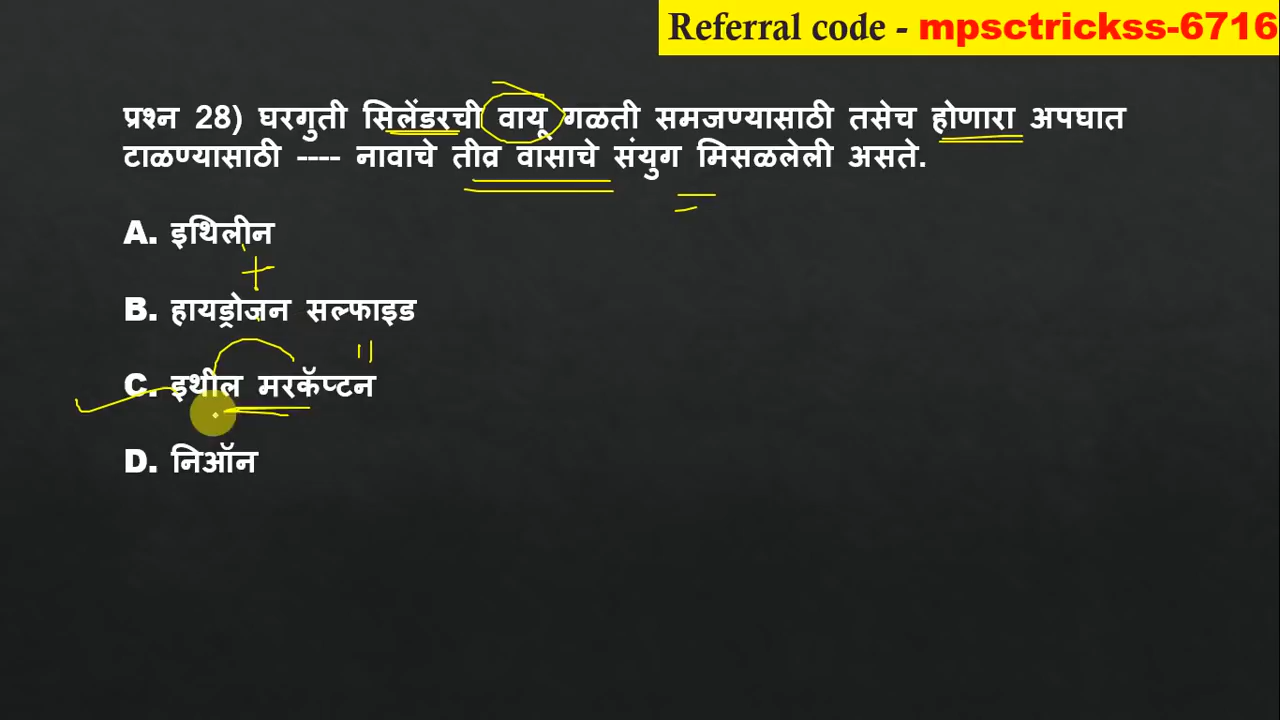 Referral code - mpsctrickss-6716
प्रश्न 28) घरगुती सिलेंडरची वायू गळती समजण्यासाठी तसेच होणारा अपघात
टाळण्यासाठी ---- नावाचे तीव्र वासाचे संयुग मिसळलेली असते.
A. इथिलीन
B. हायड्रोजन सल्फाइड
C. इथील मरकॅप्टन
D. निऑन